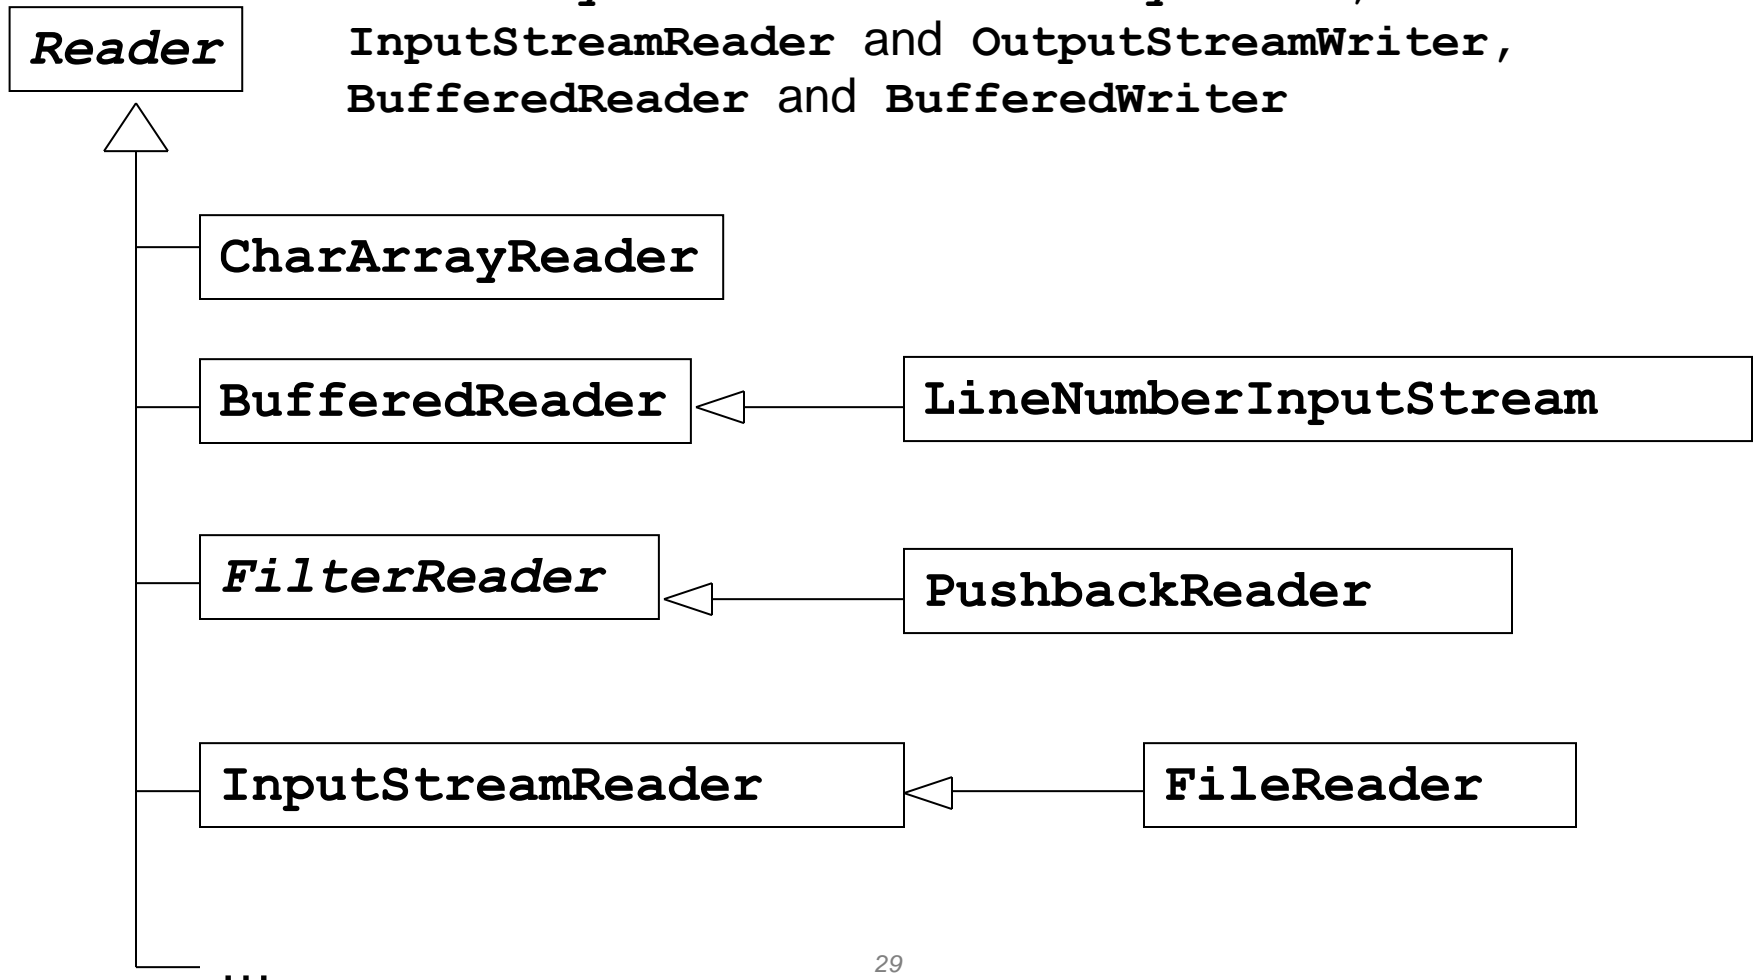 Reader
InputStreamReader and OutputStreamWriter,
BufferedReader and BufferedWriter
CharArrayReader
BufferedReader
LineNumberInputStream
FilterReader
PushbackReader
InputStreamReader
FileReader
...
29